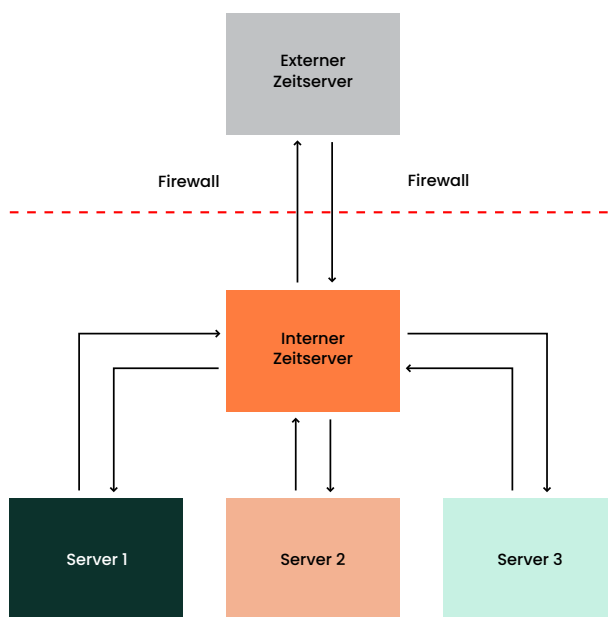 Externer
Zeitserver
Firewall
Firewall
Interner
Zeitserver
Server 1
Server 2
Server 3